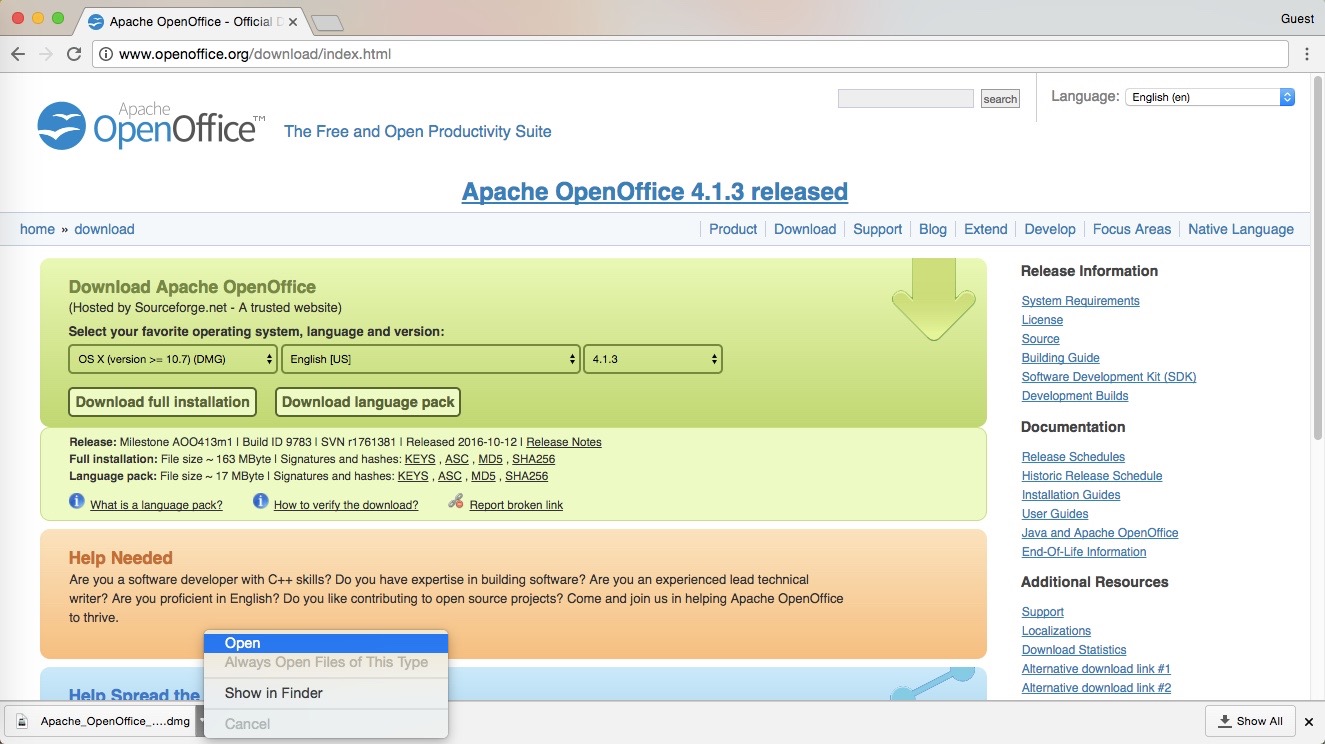 Apache OpenOffice - Official D
Guest
www.openoffice.org/download/index.html
Apache
OpenOffice™
The Free and Open Productivity Suite
search
Language:
English (en)
Apache OpenOffice 4.1.3 released
home » download
Product
Download
Support
Blog
Extend
Develop
Focus Areas
Native Language
Download Apache OpenOffice
(Hosted by Sourceforge.net - A trusted website)
Select your favorite operating system, language and version:
OS X (version >= 10.7) (DMG)
English [US]
4.1.3
Download full installation
Download language pack
Release: Milestone AOO413m1 | Build ID 9783 | SVN r1761381 | Released 2016-10-12 | Release Notes
Full installation: File size ~ 163 MByte | Signatures and hashes: KEYS , ASC , MD5 , SHA256
Language pack: File size ~ 17 MByte | Signatures and hashes: KEYS , ASC , MD5 , SHA256
What is a language pack?
How to verify the download?
Report broken link
Help Needed
Are you a software developer with C++ skills? Do you have expertise in building software? Are you an experienced lead technical
writer? Are you proficient in English? Do you like contributing to open source projects? Come and join us in helping Apache OpenOffice
to thrive.
Help Spread the
Release Information
System Requirements
License
Source
Building Guide
Software Development Kit (SDK)
Development Builds
Documentation
Release Schedules
Historic Release Schedule
Installation Guides
User Guides
Java and Apache OpenOffice
End-Of-Life Information
Additional Resources
Support
Localizations
Download Statistics
Alternative download link #1
Alternative download link #2
Open
Always Open Files of This Type
Show in Finder
Cancel
Apache_OpenOffice_....dmg
Show All